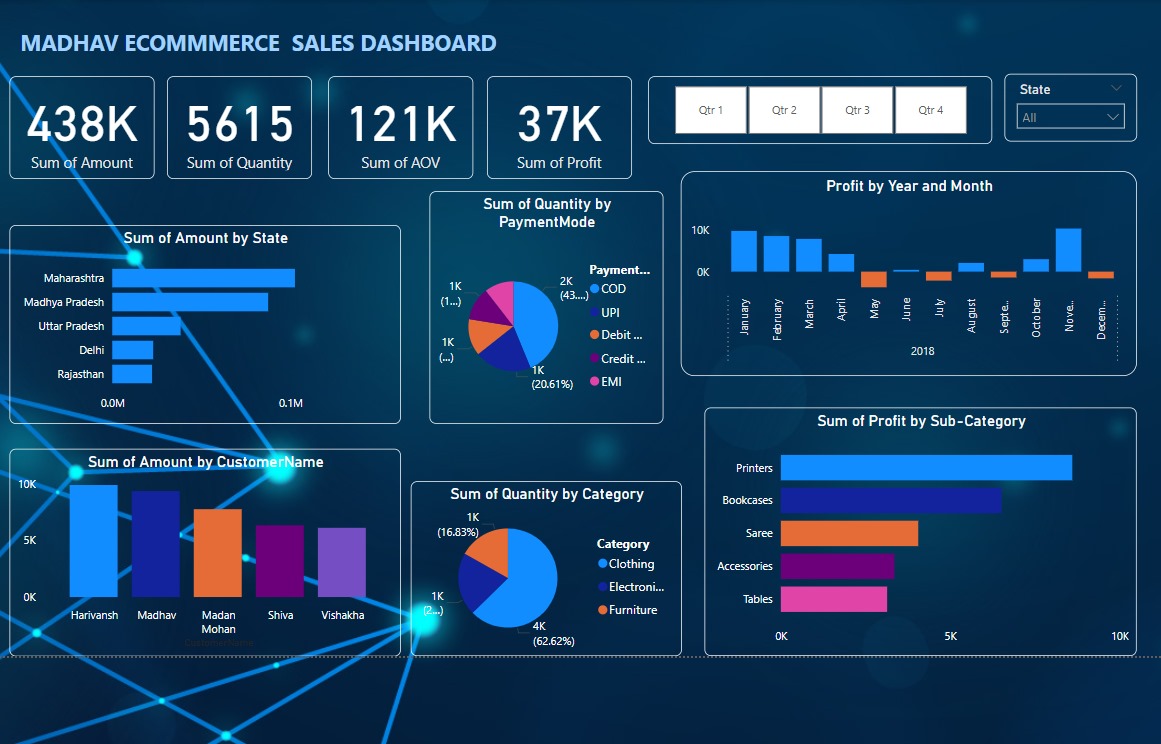 MADHAV ECOMMMERCE SALES DASHBOARD
438K
Sum of Amount
5615
Sum of Quantity
121K
Sum of AOV
37K
Sum of Profit
Qtr 1
Qtr 2
Qtr 3
Qtr 4
State
All
Sum of Amount by State
Maharashtra
Madhya Pradesh
Uttar Pradesh
Delhi
Rajasthan
0.0M
0.1M
Sum of Quantity by
PaymentMode
2K
(43....)
1K
(20.61%)
1K
(...)
1K
(1...)
Payment...
COD
UPI
Debit ...
Credit ...
EMI
Profit by Year and Month
10K
0K
January
February
March
April
May
June
July
August
Septe...
October
Nove...
Decem...
2018
Sum of Amount by CustomerName
10K
5K
0K
Harivansh
Madhav
Madan
Mohan
Shiva
Vishakha
CustomerName
Sum of Quantity by Category
1K
(16.83%)
1K
(2...)
4K
(62.62%)
Category
Clothing
Electroni...
Furniture
Sum of Profit by Sub-Category
Printers
Bookcases
Saree
Accessories
Tables
0K
5K
10K